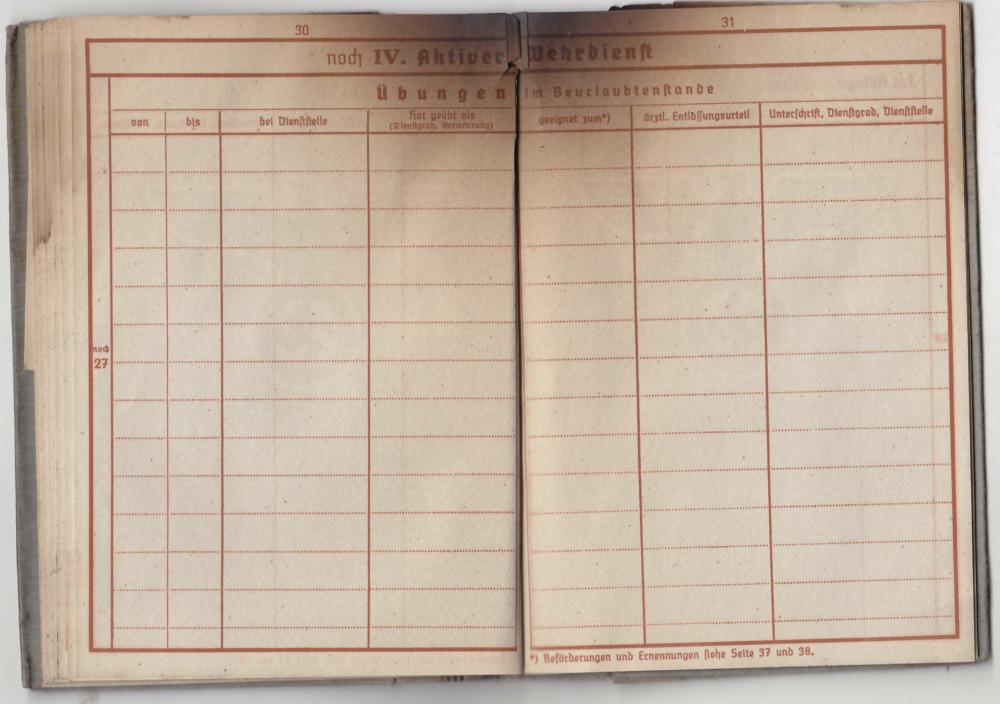 30
31
noch IV. Aktiver Wehrdienst
Übungen im Beurlaubtenstande
von
bis
bei Dienststelle
Hat geübt als
(Dienstgrad, Verwendung)
geeignet zum*)
ärztl. Entlassungsurteil
Unterschrift, Dienstgrad, Dienststelle
noch
27
*) Beförderungen und Ernennungen siehe Seite 37 und 38.